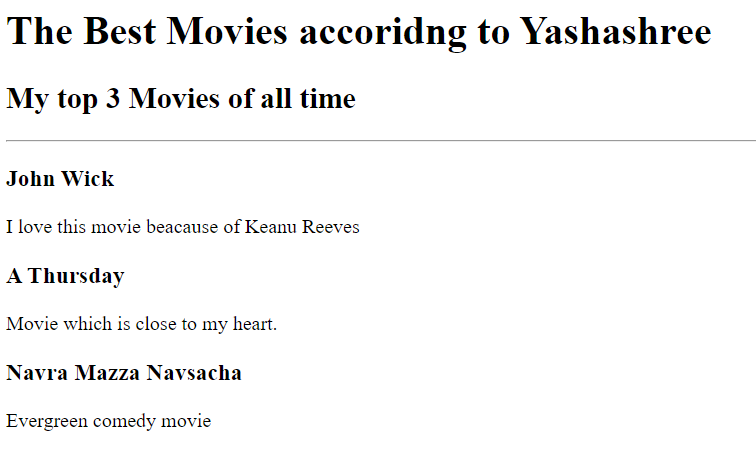 The Best Movies accoridng to Yashashree
My top 3 Movies of all time
John Wick
I love this movie beacause of Keanu Reeves
A Thursday
Movie which is close to my heart.
Navra Mazza Navsacha
Evergreen comedy movie